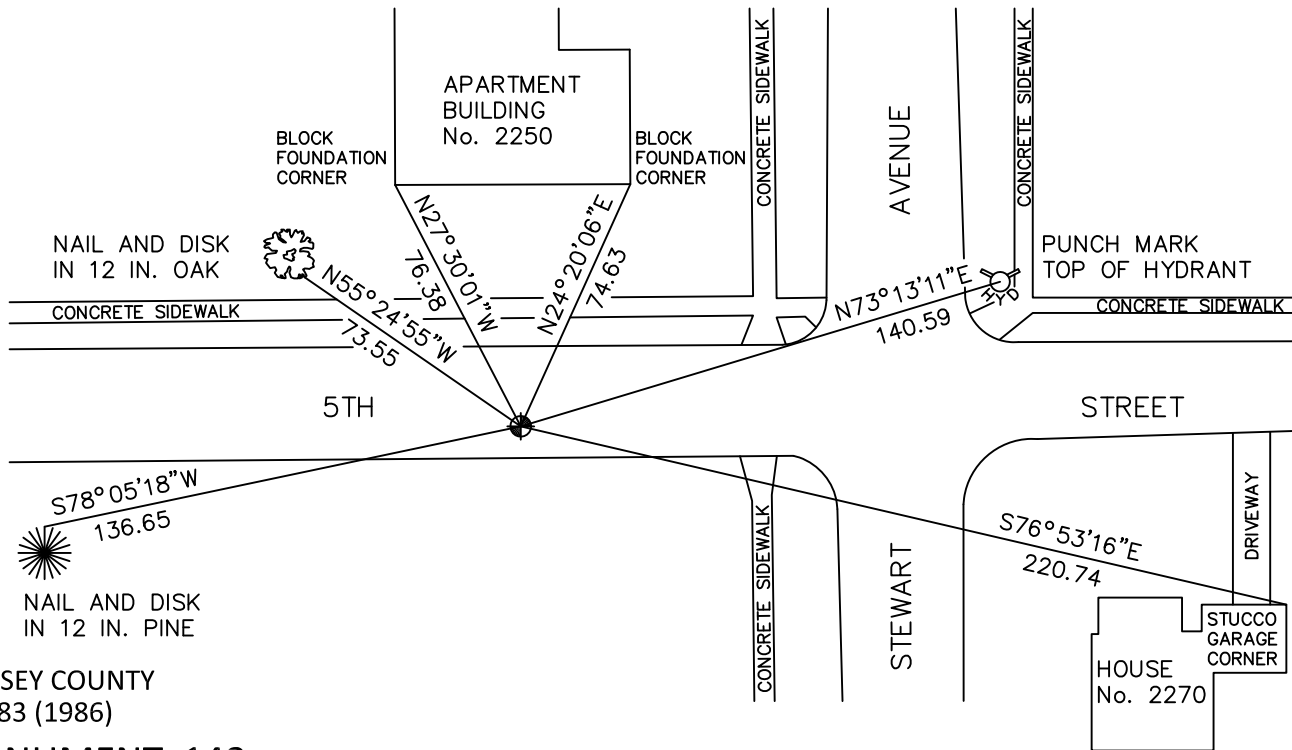 APARTMENT
BUILDING
No. 2250
BLOCK
FOUNDATION
CORNER
BLOCK
FOUNDATION
CORNER
CONCRETE SIDEWALK
AVENUE
CONCRETE SIDEWALK
NAIL AND DISK
IN 12 IN. OAK
N55°24'55"W
73.55
N27°30'01"W
76.38
N24°20'06"E
74.63
N73°13'11"E
140.59
HYD
PUNCH MARK
TOP OF HYDRANT
CONCRETE SIDEWALK
CONCRETE SIDEWALK
5TH
STREET
S78°05'18"W
136.65
NAIL AND DISK
IN 12 IN. PINE
CONCRETE SIDEWALK
STEWART
S76°53'16"E
220.74
DRIVEWAY
STUCCO
GARAGE
CORNER
HOUSE
No. 2270
SEY COUNTY
83 (1986)